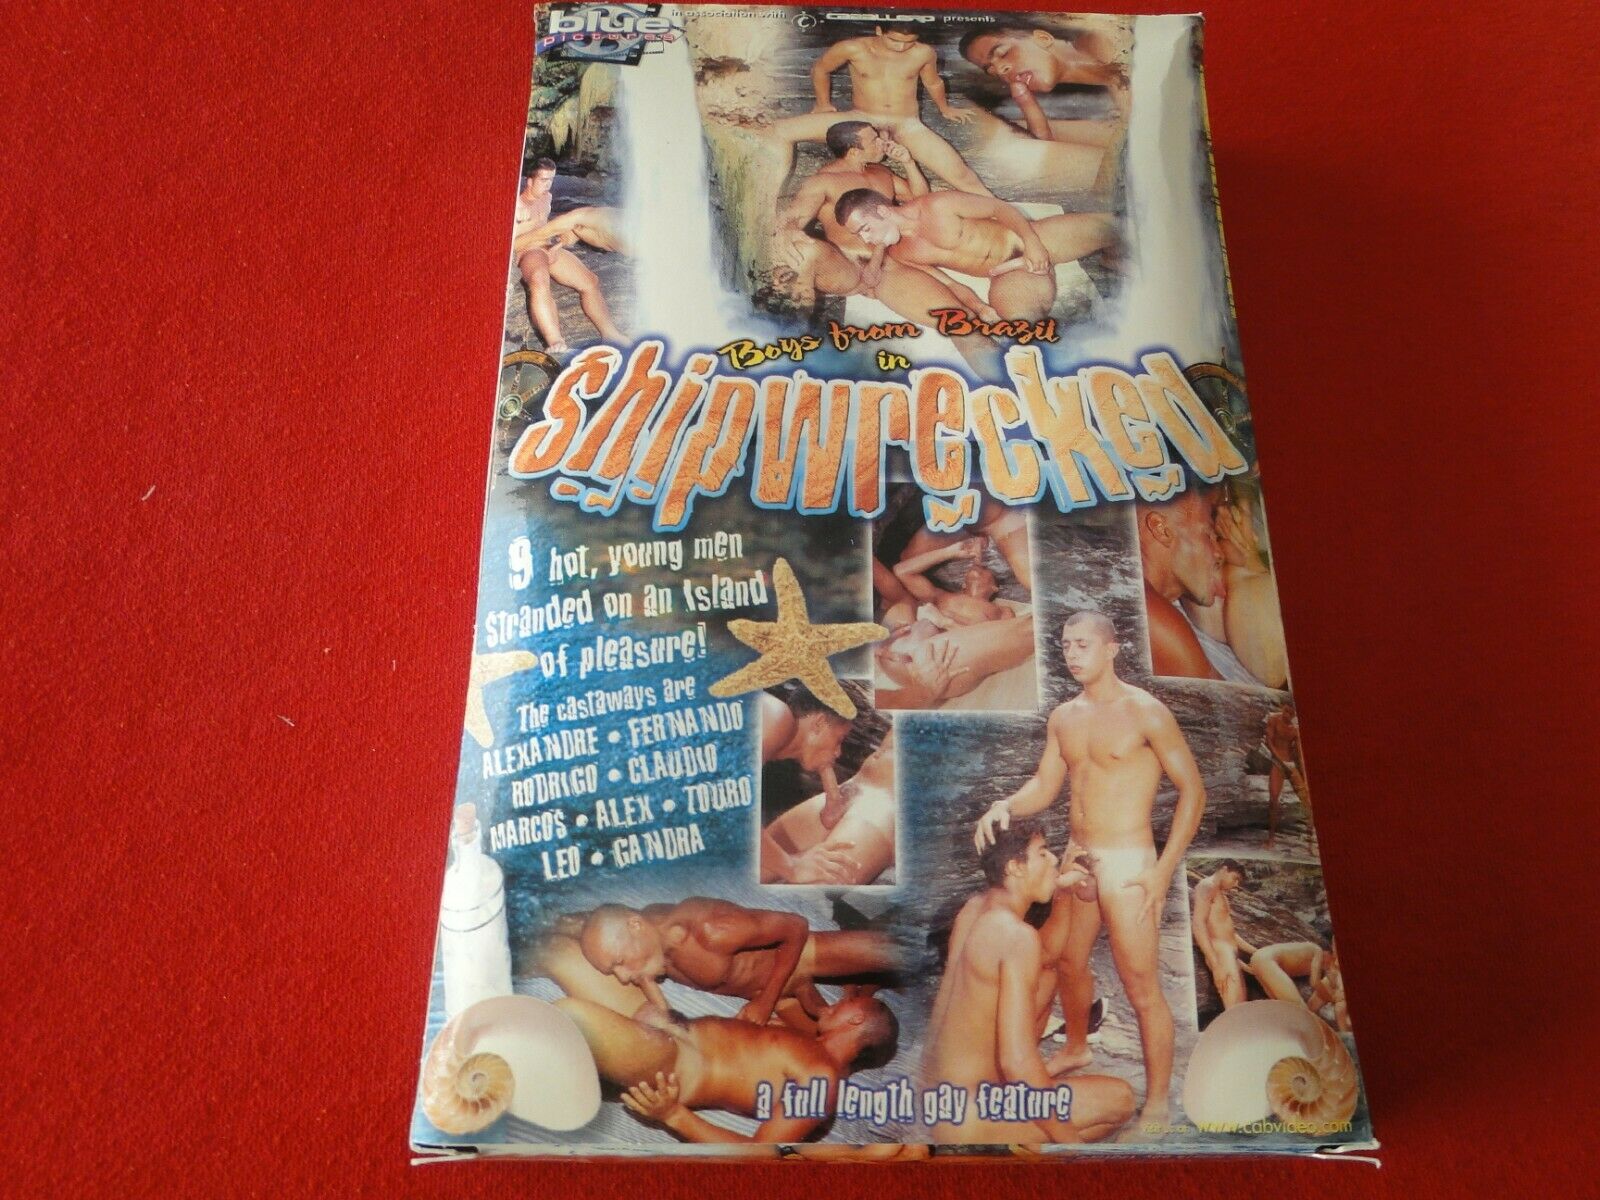 blue
pictures
in association with
presents
Boys from Brazil
in
Shipwrecked
9 hot, young men
stranded on an Island
of pleasure!
The castaways are
ALEXANDRE • FERNANDO
RODRIGO • CLAUDIO
MARCOS • ALEX • TOURO
LEO • GANDRA
a full length gay feature
www.cabvideo.com